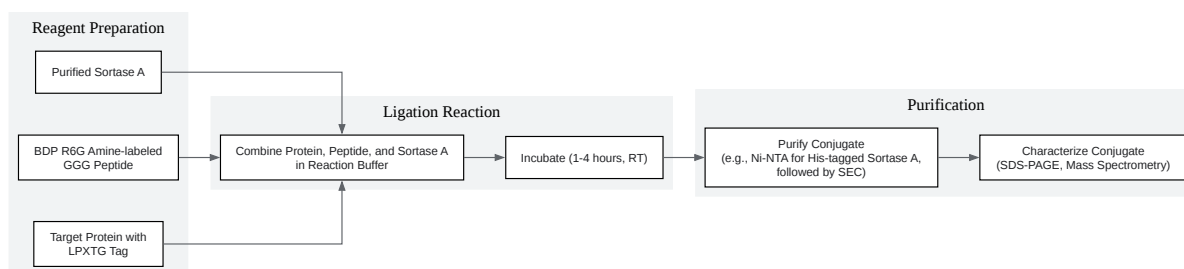 Reagent Preparation
Purified Sortase A
BDP R6G Amine-labeled
GGG Peptide
Target Protein with
LPXTG Tag
Ligation Reaction
Combine Protein, Peptide, and Sortase A
in Reaction Buffer
Incubate (1-4 hours, RT)
Purification
Purify Conjugate
(e.g., Ni-NTA for His-tagged Sortase A,
followed by SEC)
Characterize Conjugate
(SDS-PAGE, Mass Spectrometry)